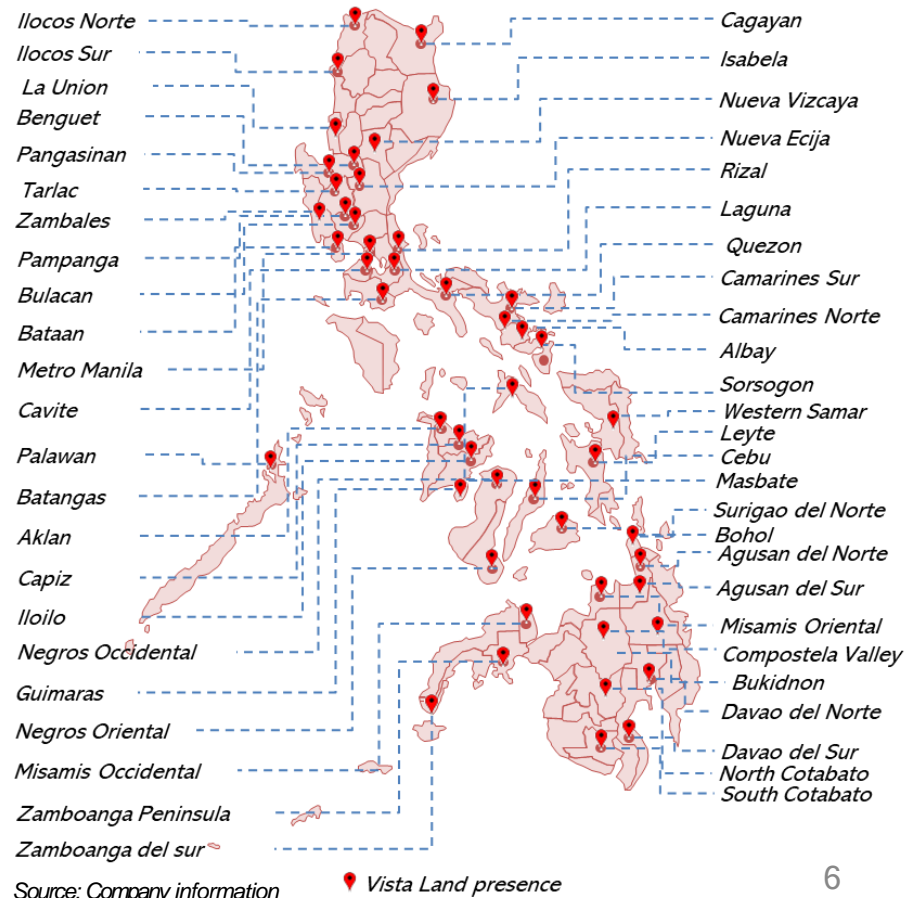 Ilocos Norte
Ilocos Sur
La Union
Benguet
Pangasinan
Tarlac
Zambales
Pampanga
Bulacan
Bataan
Metro Manila
Cavite
Palawan
Batangas
Aklan
Capiz
Iloilo
Negros Occidental
Guimaras
Negros Oriental
Misamis Occidental
Zamboanga Peninsula
Zamboanga del sur
Cagayan
Isabela
Nueva Vizcaya
Nueva Ecija
Rizal
Laguna
Quezon
Camarines Sur
Camarines Norte
Albay
Sorsogon
Western Samar
Leyte
Cebu
Masbate
Surigao del Norte
Bohol
Agusan del Norte
Agusan del Sur
Misamis Oriental
Compostela Valley
Bukidnon
Davao del Norte
Davao del Sur
North Cotabato
South Cotabato
Source: Company information
Vista Land presence
6